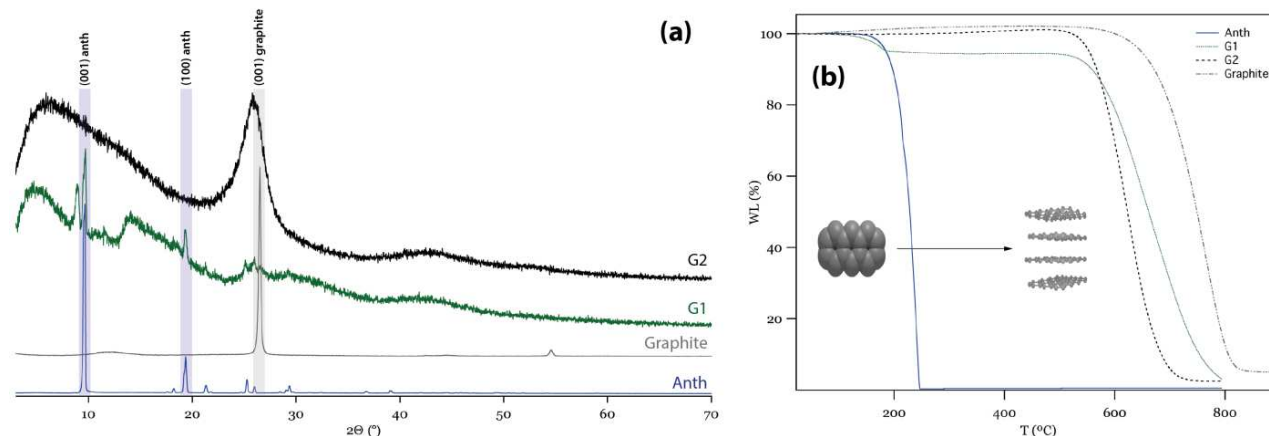 (001) anth
(100) anth
(001) graphite
(a)
G2
G1
Graphite
Anth
10
20
30
40
50
60
70
2Θ (°)
Anth
G1
G2
Graphite
(b)
100
80
60
40
20
WL (%)
200
400
600
800
T (ºC)